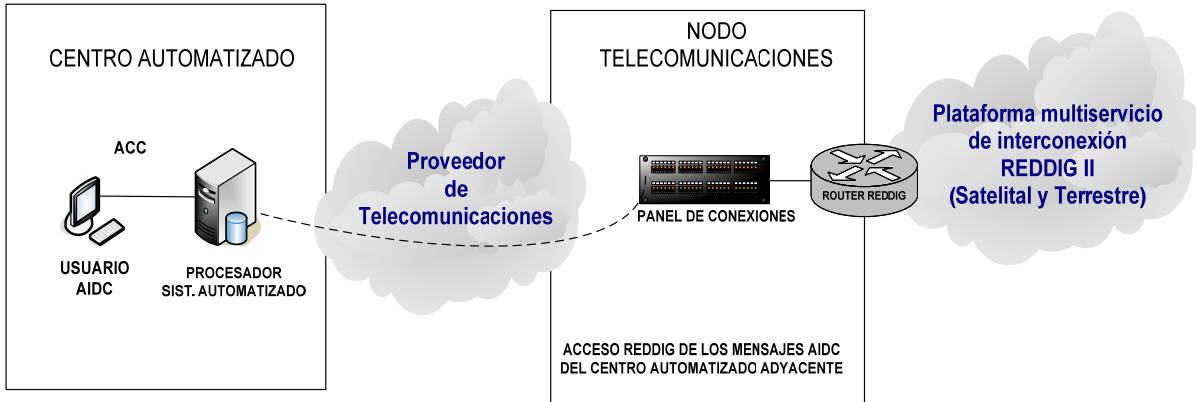 CENTRO AUTOMATIZADO
ACC
USUARIO
AIDC
PROCESADOR
SIST. AUTOMATIZADO
Proveedor
de
Telecomunicaciones
NODO
TELECOMUNICACIONES
PANEL DE CONEXIONES
ROUTER REDDIG
ACCESO REDDIG DE LOS MENSAJES AIDC
DEL CENTRO AUTOMATIZADO ADYACENTE
Plataforma multiservicio
de interconexión
REDDIG II
(Satelital y Terrestre)